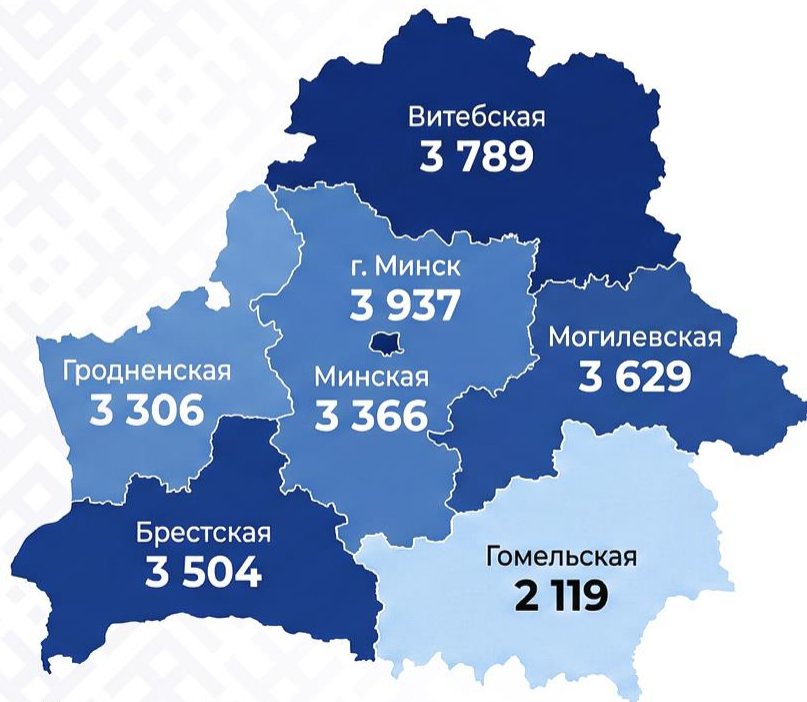 Витебская
3 789
г. Минск
3 937
Могилевская
3 629
Гродненская
3 306
Минская
3 366
Брестская
3 504
Гомельская
2 119